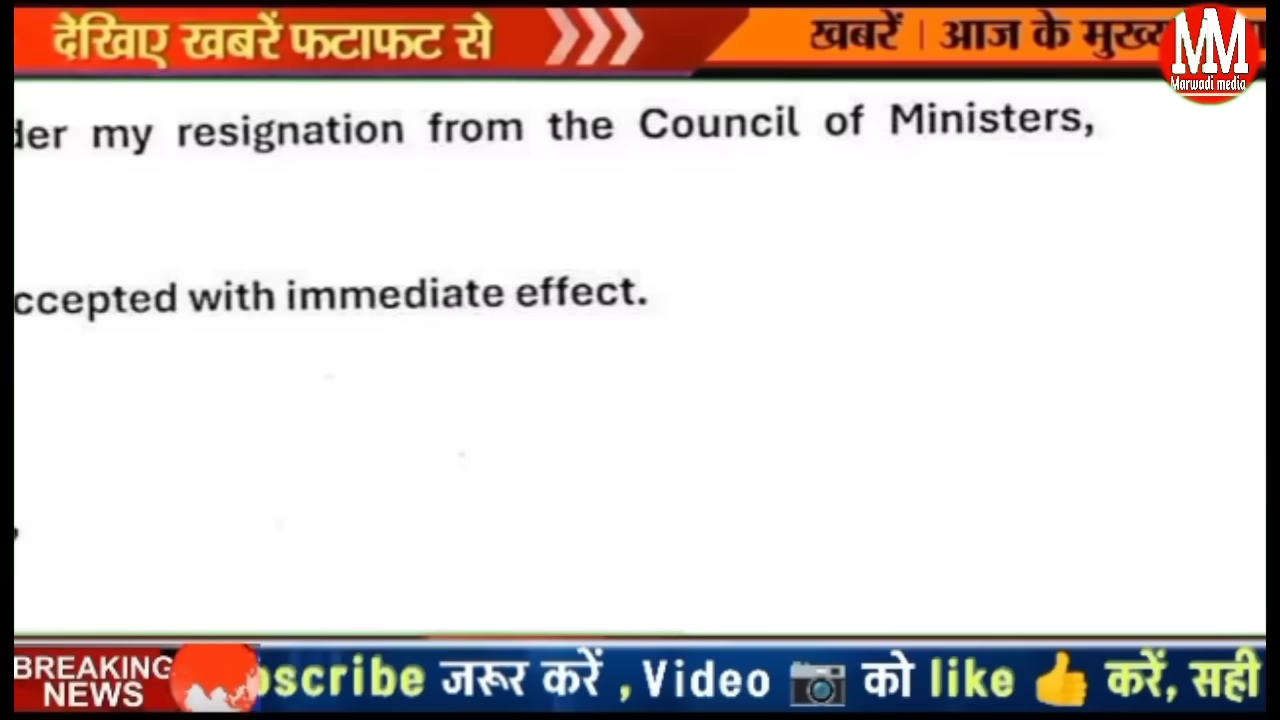 देखिए खबरें फटाफट से
खबरें | आज के मुख्य
MM
Marwadi media
der my resignation from the Council of Ministers,
ccepted with immediate effect.
,
BREAKING
NEWS
bscribe जरूर करें , Video 📷 को like 👍 करें, सही